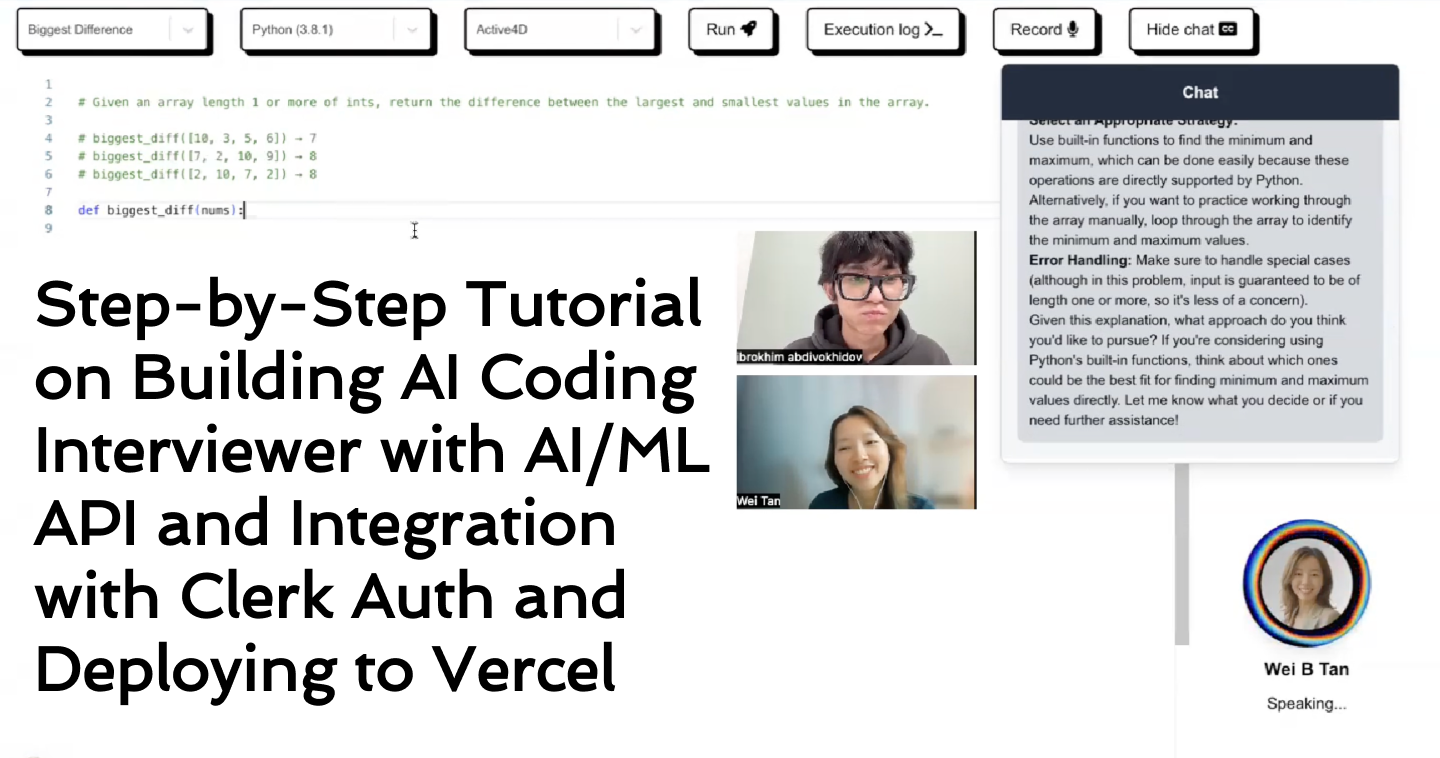 Biggest Difference
Python (3.8.1)
Active4D
Run
Execution log
Record
Hide chat CC
1
2 # Given an array length 1 or more of ints, return the difference between the largest and smallest values in the array.
3
4 # biggest_diff([10, 3, 5, 6]) → 7
5 # biggest_diff([7, 2, 10, 9]) → 8
6 # biggest_diff([2, 10, 7, 2]) → 8
7
8 def biggest_diff(nums):
9
Chat
Select an Appropriate Strategy:
Use built-in functions to find the minimum and
maximum, which can be done easily because these
operations are directly supported by Python.
Alternatively, if you want to practice working through
the array manually, loop through the array to identify
the minimum and maximum values.
Error Handling: Make sure to handle special cases
(although in this problem, input is guaranteed to be of
length one or more, so it's less of a concern).
Given this explanation, what approach do you think
you'd like to pursue? If you're considering using
Python's built-in functions, think about which ones
could be the best fit for finding minimum and maximum
values directly. Let me know what you decide or if you
need further assistance!
Step-by-Step Tutorial
on Building AI Coding
Interviewer with AI/ML
API and Integration
with Clerk Auth and
Deploying to Vercel
ibrokhim abdivokhidov
Wei Tan
Wei B Tan
Speaking...